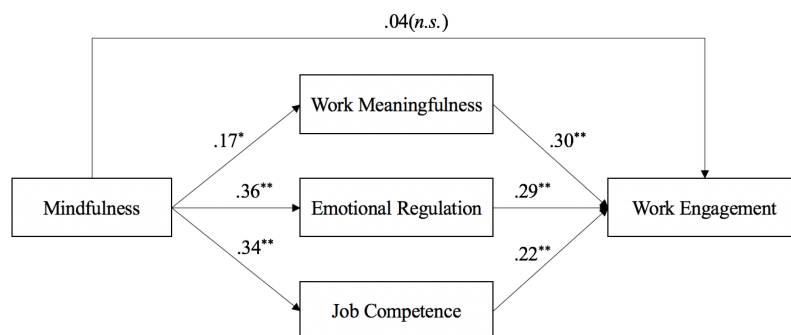 .04(n.s.)
Work Meaningfulness
.17*
.30**
Mindfulness
.36**
Emotional Regulation
.29**
Work Engagement
.34**
.22**
Job Competence